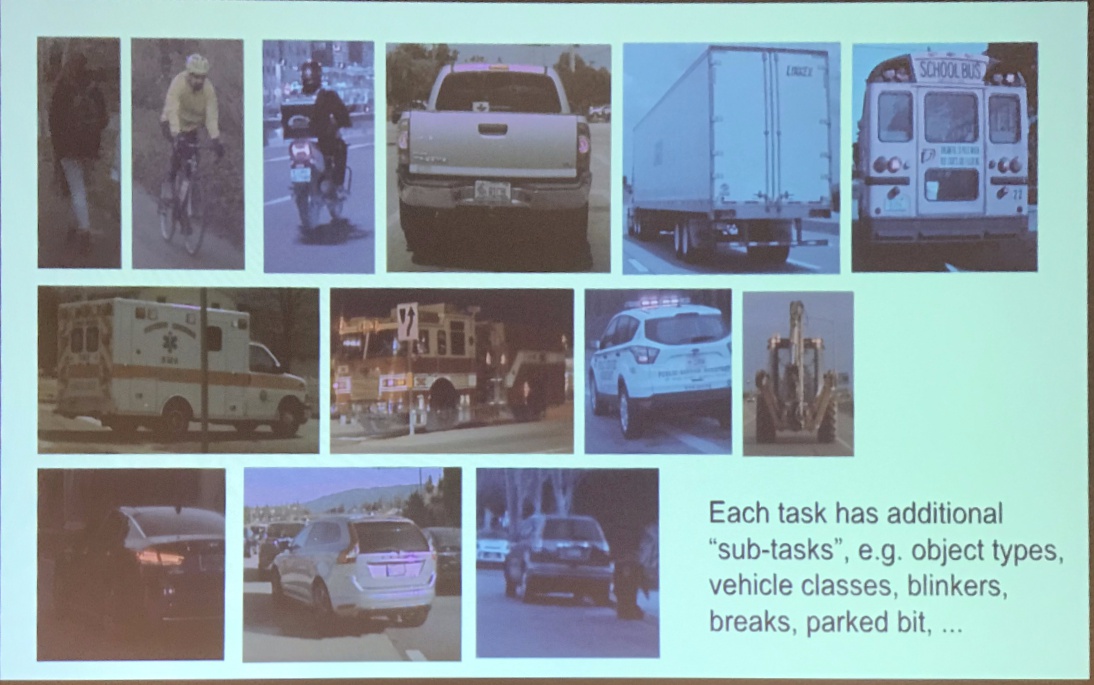 SCHOOL BUS
Each task has additional
“sub-tasks”, e.g. object types,
vehicle classes, blinkers,
breaks, parked bit, ...